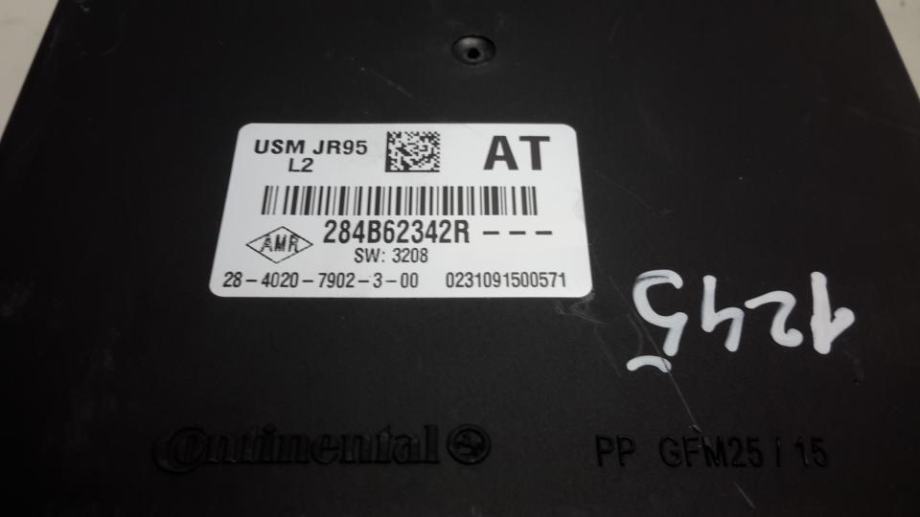 USM JR95
L2
AT
AMR
284B62342R - - -
SW: 3208
28-4020-7902-3-00 0231091500571
1245
Continental
PP GFM25 / 15